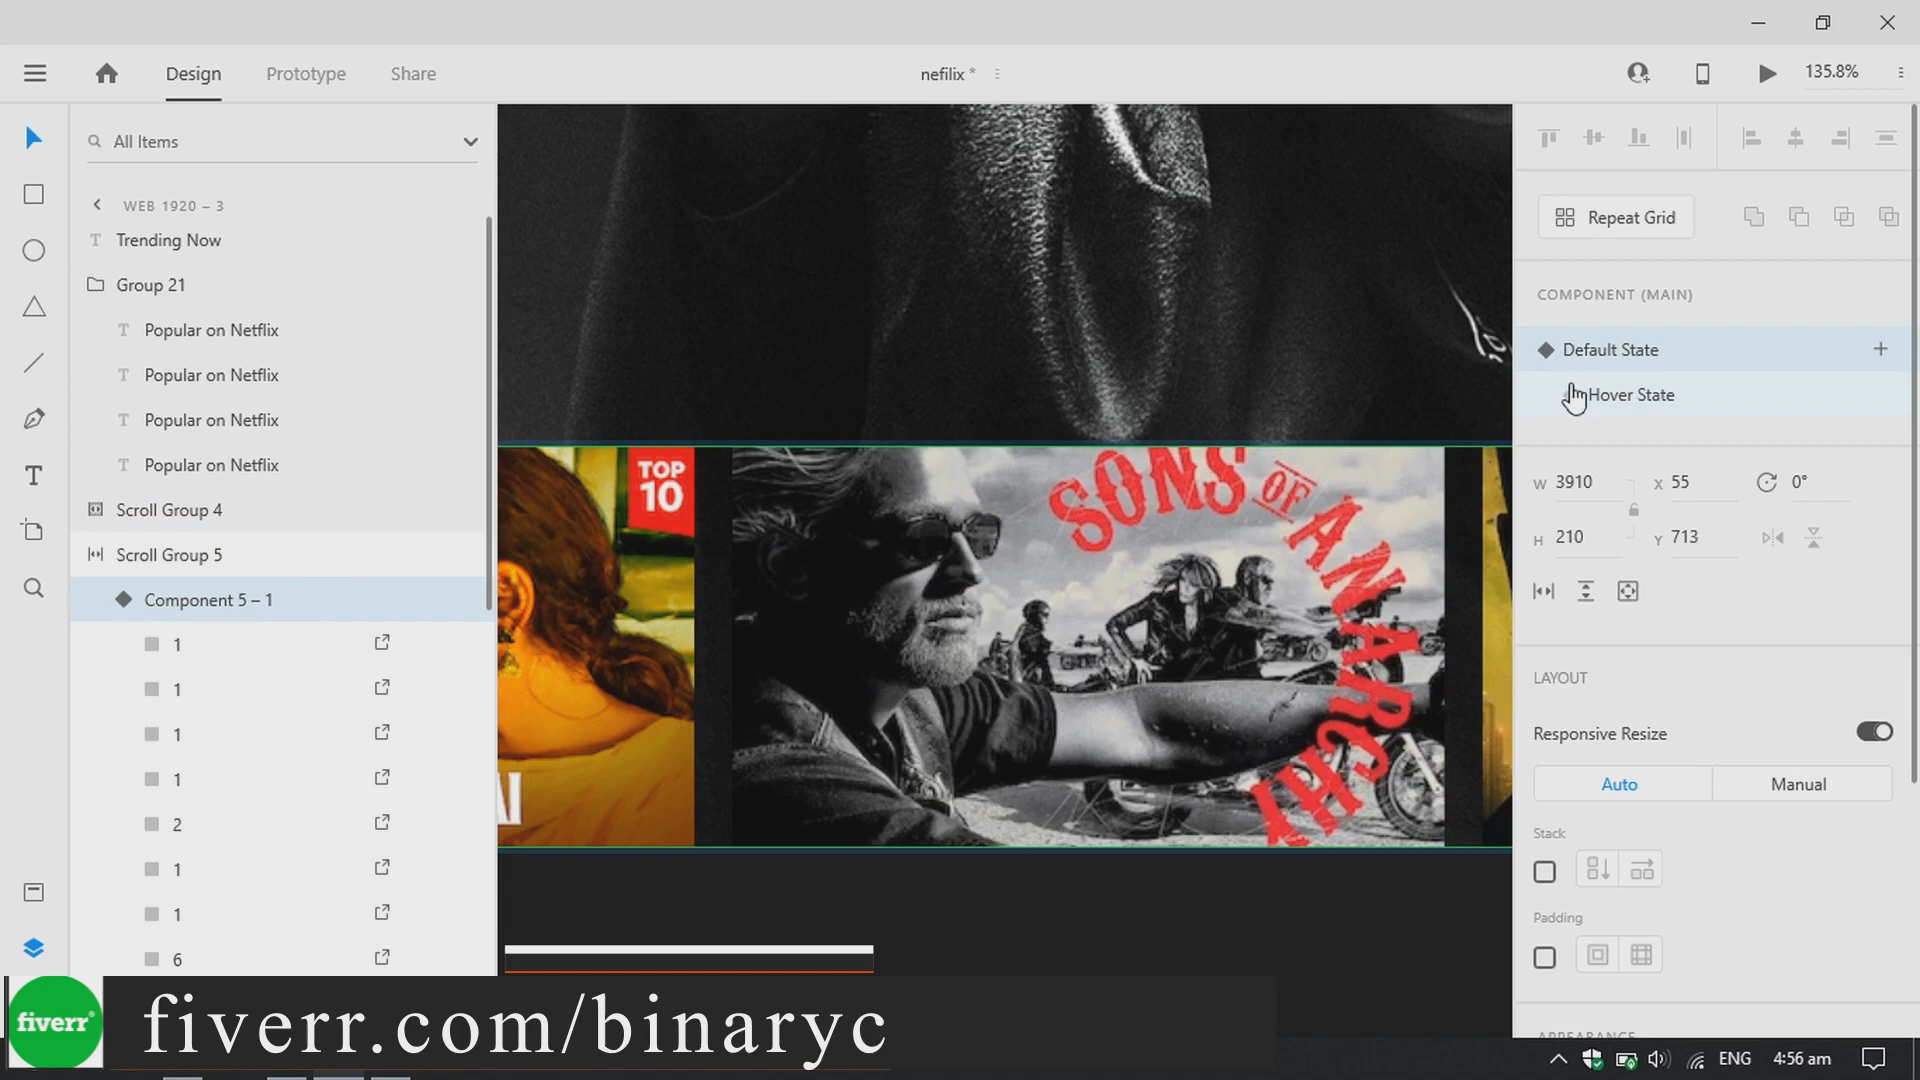 Design
Prototype
Share
nefilix *
135.8%
All Items
WEB 1920 – 3
Trending Now
Group 21
Popular on Netflix
Popular on Netflix
Popular on Netflix
Popular on Netflix
Scroll Group 4
Scroll Group 5
Component 5 – 1
1
1
1
1
2
1
1
6
TOP
10
SONS OF ANARCHY
AI
Repeat Grid
COMPONENT (MAIN)
Default State
Hover State
W 3910
X 55
0°
H 210
Y 713
LAYOUT
Responsive Resize
Auto
Manual
Stack
Padding
APPEARANCE
fiverr
fiverr.com/binaryc
ENG
4:56 am